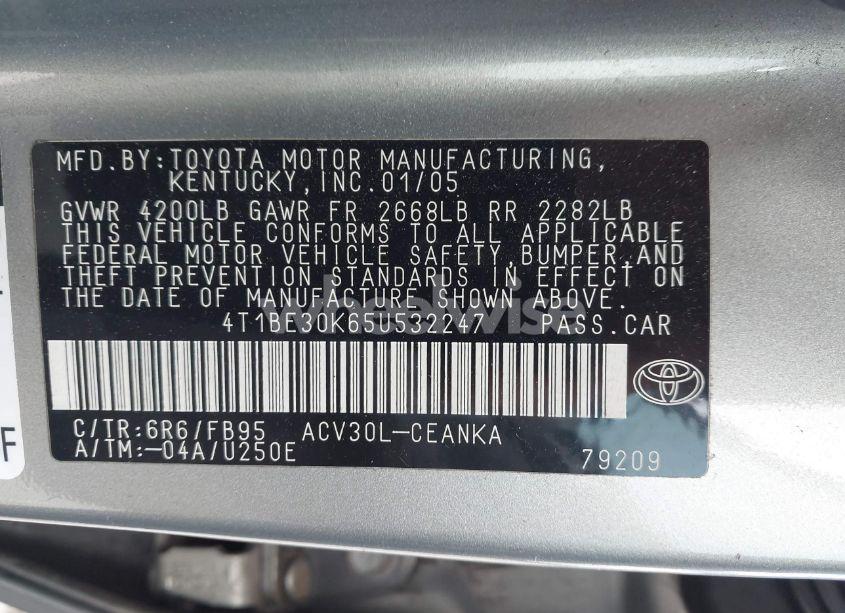 MFD.BY:TOYOTA MOTOR MANUFACTURING,
KENTUCKY,INC.01/05
GVWR 4200LB GAWR FR 2668LB RR 2282LB
THIS VEHICLE CONFORMS TO ALL APPLICABLE
FEDERAL MOTOR VEHICLE SAFETY,BUMPER,AND
THEFT PREVENTION STANDARDS IN EFFECT ON
THE DATE OF MANUFACTURE SHOWN ABOVE.
wheelwise
4T1BE30K65U532247 PASS.CAR
C/TR:6R6/FB95 ACV30L-CEANKA
A/TM:-04A/U250E 79209
F